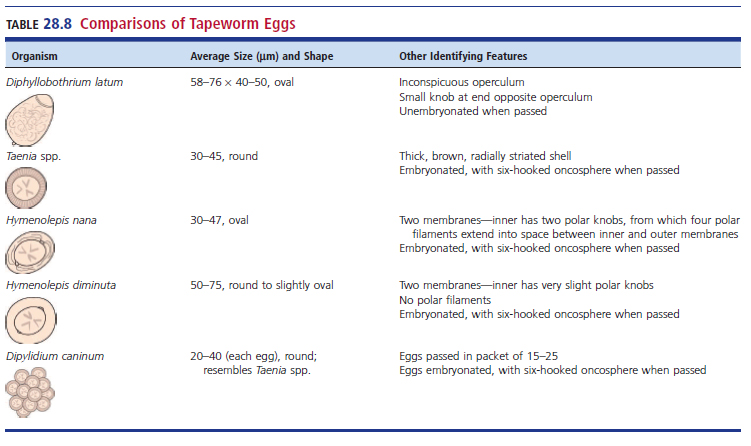 TABLE 28.8 Comparisons of Tapeworm Eggs
Organism Average Size (μm) and Shape Other Identifying Features
Diphyllobothrium latum 58–76 × 40–50, oval Inconspicuous operculum
Small knob at end opposite operculum
Unembryonated when passed
Taenia spp. 30–45, round Thick, brown, radially striated shell
Embryonated, with six-hooked oncosphere when passed
Hymenolepis nana 30–47, oval Two membranes—inner has two polar knobs, from which four polar
filaments extend into space between inner and outer membranes
Embryonated, with six-hooked oncosphere when passed
Hymenolepis diminuta 50–75, round to slightly oval Two membranes—inner has very slight polar knobs
No polar filaments
Embryonated, with six-hooked oncosphere when passed
Dipylidium caninum 20–40 (each egg), round; Eggs passed in packet of 15–25
resembles Taenia spp. Eggs embryonated, with six-hooked oncosphere when passed